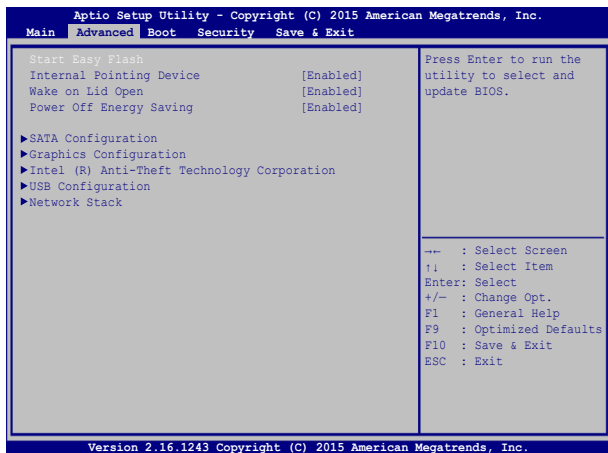 Aptio Setup Utility - Copyright (C) 2015 American Megatrends, Inc.
Main Advanced Boot Security Save & Exit
Start Easy Flash
Internal Pointing Device [Enabled]
Wake on Lid Open [Enabled]
Power Off Energy Saving [Enabled]
▶SATA Configuration
▶Graphics Configuration
▶Intel (R) Anti-Theft Technology Corporation
▶USB Configuration
▶Network Stack
Press Enter to run the
utility to select and
update BIOS.
→← : Select Screen
↑↓ : Select Item
Enter: Select
+/— : Change Opt.
F1 : General Help
F9 : Optimized Defaults
F10 : Save & Exit
ESC : Exit
Version 2.16.1243 Copyright (C) 2015 American Megatrends, Inc.